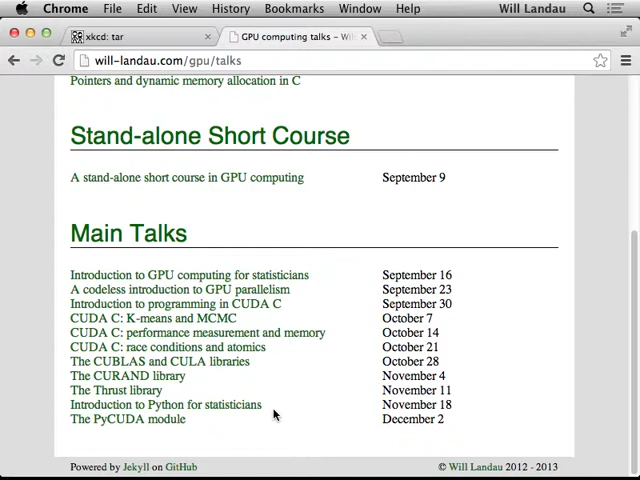 Chrome File Edit View History Bookmarks Window Help Will Landau
xkcd: tar
GPU computing talks – Wi
will-landau.com/gpu/talks
Pointers and dynamic memory allocation in C
Stand-alone Short Course
A stand-alone short course in GPU computing September 9
Main Talks
Introduction to GPU computing for statisticians September 16
A codeless introduction to GPU parallelism September 23
Introduction to programming in CUDA C September 30
CUDA C: K-means and MCMC October 7
CUDA C: performance measurement and memory October 14
CUDA C: race conditions and atomics October 21
The CUBLAS and CULA libraries October 28
The CURAND library November 4
The Thrust library November 11
Introduction to Python for statisticians November 18
The PyCUDA module December 2
Powered by Jekyll on GitHub © Will Landau 2012 - 2013